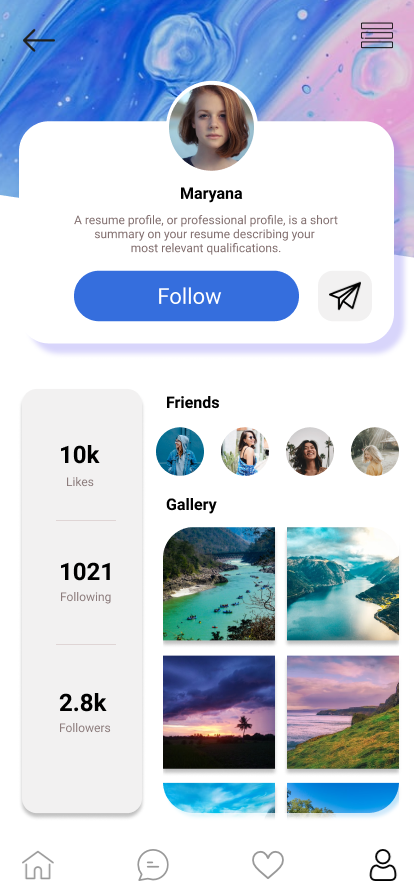 Maryana
A resume profile, or professional profile, is a short
summary on your resume describing your
most relevant qualifications.
Follow
10k
Likes
1021
Following
2.8k
Followers
Friends
Gallery